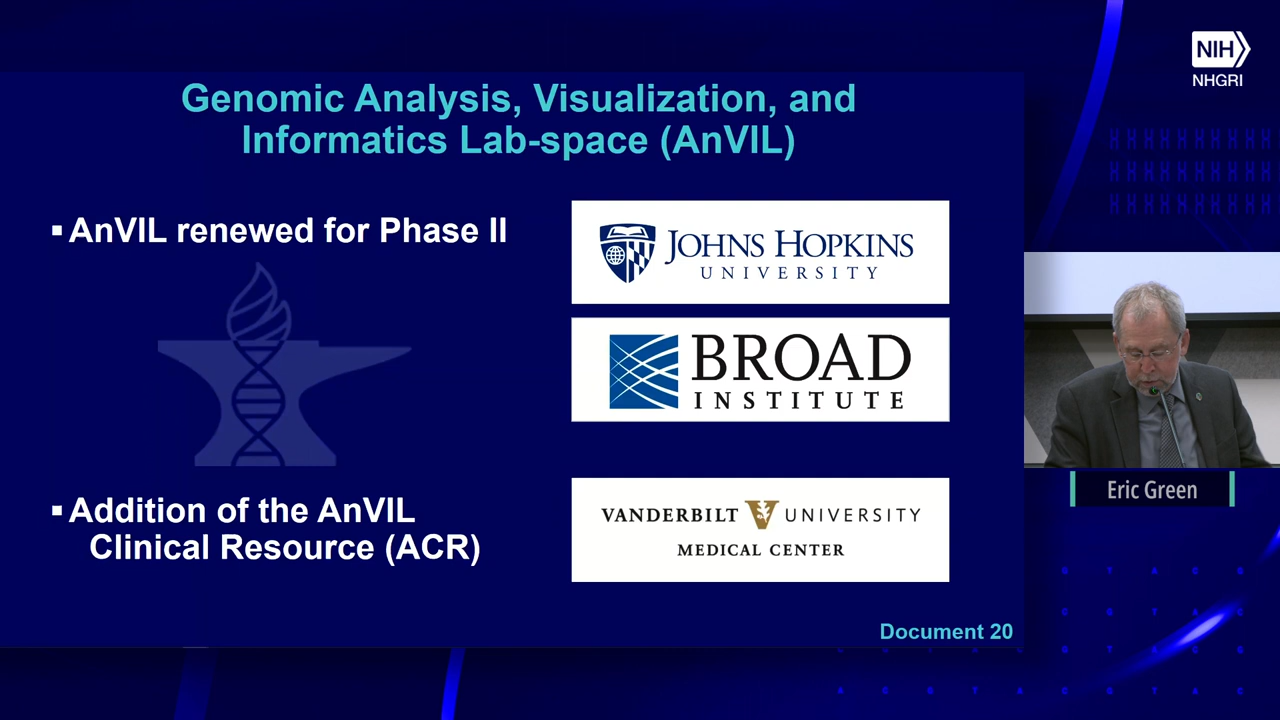 NIH
NHGRI
Genomic Analysis, Visualization, and
Informatics Lab-space (AnVIL)
▪ AnVIL renewed for Phase II
JOHNS HOPKINS
UNIVERSITY
BROAD
INSTITUTE
▪ Addition of the AnVIL
Clinical Resource (ACR)
VANDERBILT V UNIVERSITY
MEDICAL CENTER
Document 20
Eric Green